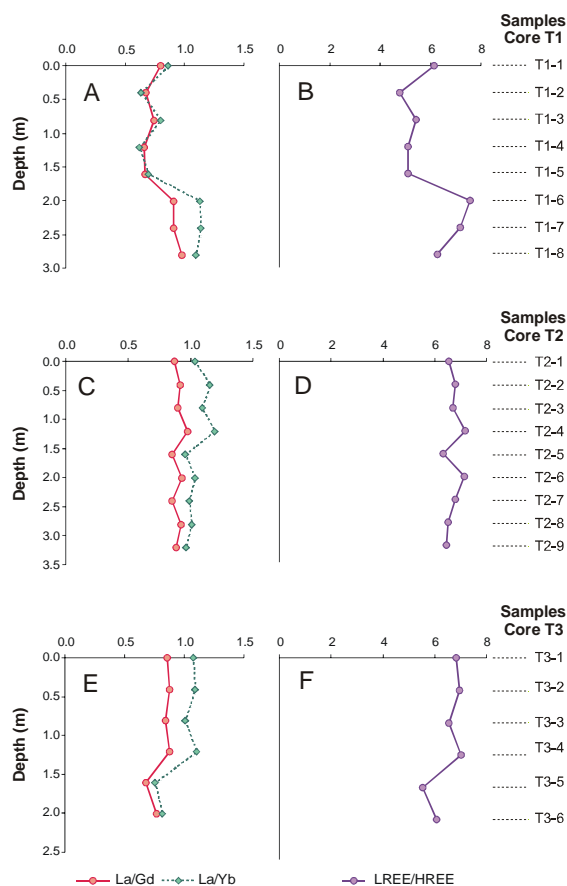 Samples
Core T1
0.0 0.5 1.0 1.5
0 2 4 6 8
Depth (m)
0.0
0.5
1.0
1.5
2.0
2.5
3.0
A
B
T1-1
T1-2
T1-3
T1-4
T1-5
T1-6
T1-7
T1-8
Samples
Core T2
0.0 0.5 1.0 1.5
0 2 4 6 8
Depth (m)
0.0
0.5
1.0
1.5
2.0
2.5
3.0
3.5
C
D
T2-1
T2-2
T2-3
T2-4
T2-5
T2-6
T2-7
T2-8
T2-9
Samples
Core T3
0.0 0.5 1.0 1.5
0 2 4 6 8
Depth (m)
0.0
0.5
1.0
1.5
2.0
2.5
E
F
T3-1
T3-2
T3-3
T3-4
T3-5
T3-6
La/Gd La/Yb LREE/HREE